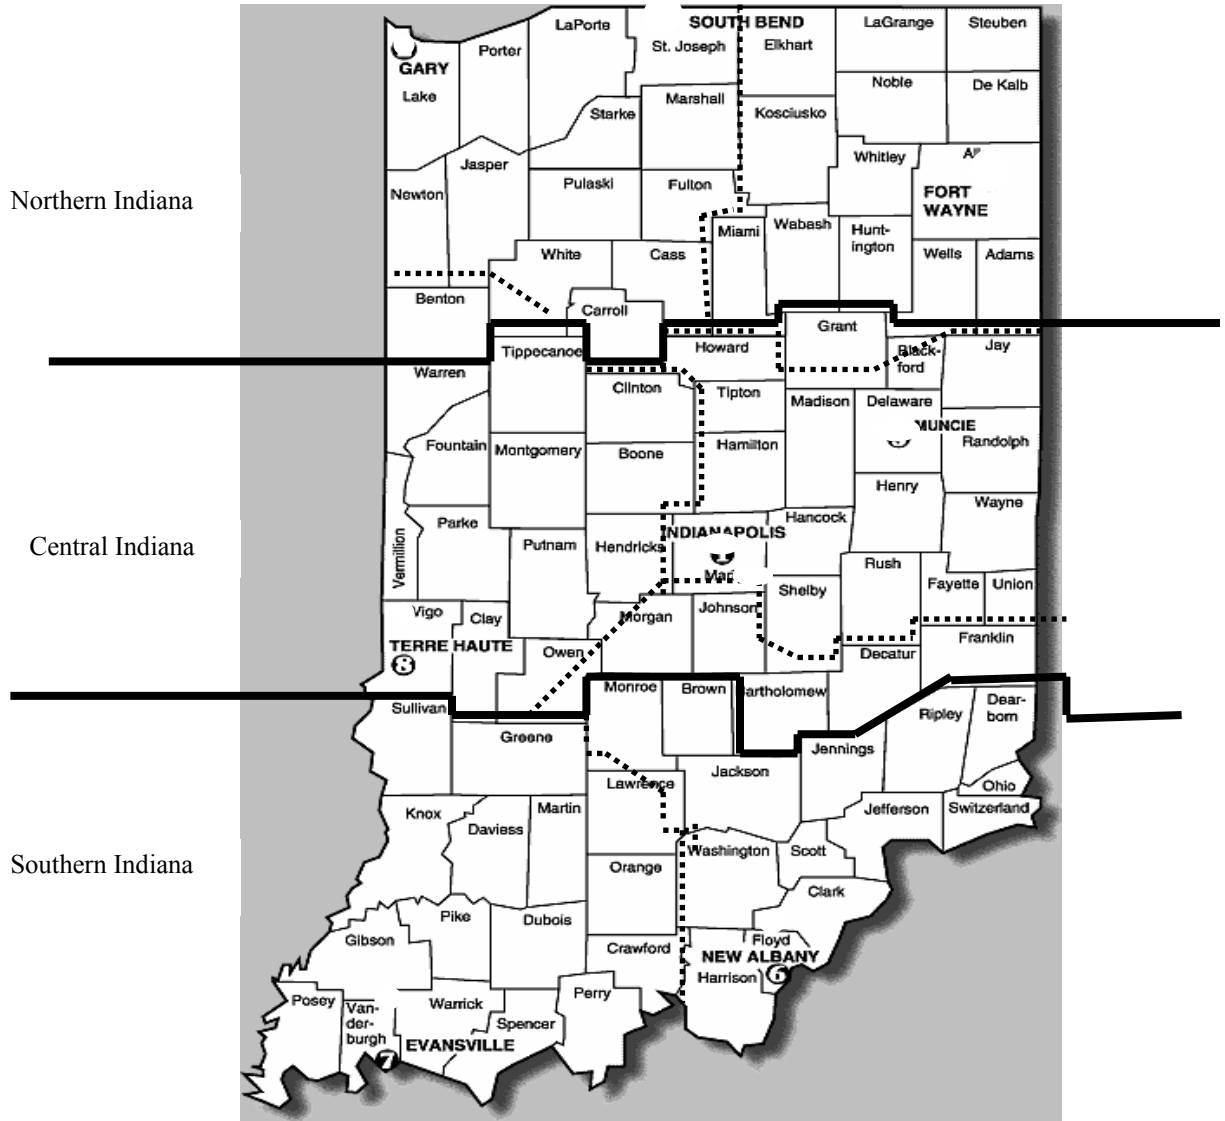 LaPorte
SOUTH BEND
LaGrange
Steuben
Porter
St. Joseph
Elkhart
GARY
Lake
Noble
De Kalb
Marshall
Starke
Kosciusko
Jasper
Whitley
Newton
Pulaski
Fulton
FORT
WAYNE
Northern Indiana
Miami
Wabash
Hunt-
ington
White
Cass
Wells
Adams
Benton
Carroll
Grant
Tippecanoe
Howard
Black-
ford
Jay
Warren
Clinton
Tipton
Madison
Delaware
MUNCIE
Fountain
Montgomery
Boone
Hamilton
Randolph
Henry
Wayne
Parke
Hancock
INDIANAPOLIS
Central Indiana
Vermillion
Putnam
Hendricks
Mar
Rush
Fayette
Union
Shelby
Vigo
Clay
Morgan
Johnson
TERRE HAUTE
8
Owen
Decatur
Franklin
Monroe
Brown
Bartholomew
Sullivan
Greene
Ripley
Dear-
born
Jennings
Jackson
Lawrence
Ohio
Knox
Martin
Daviess
Jefferson
Switzerland
Washington
Scott
Southern Indiana
Orange
Clark
Pike
Dubois
Gibson
Crawford
Floyd
NEW ALBANY
Harrison
6
Posey
Van-
der-
burgh
Warrick
Perry
Spencer
EVANSVILLE
7